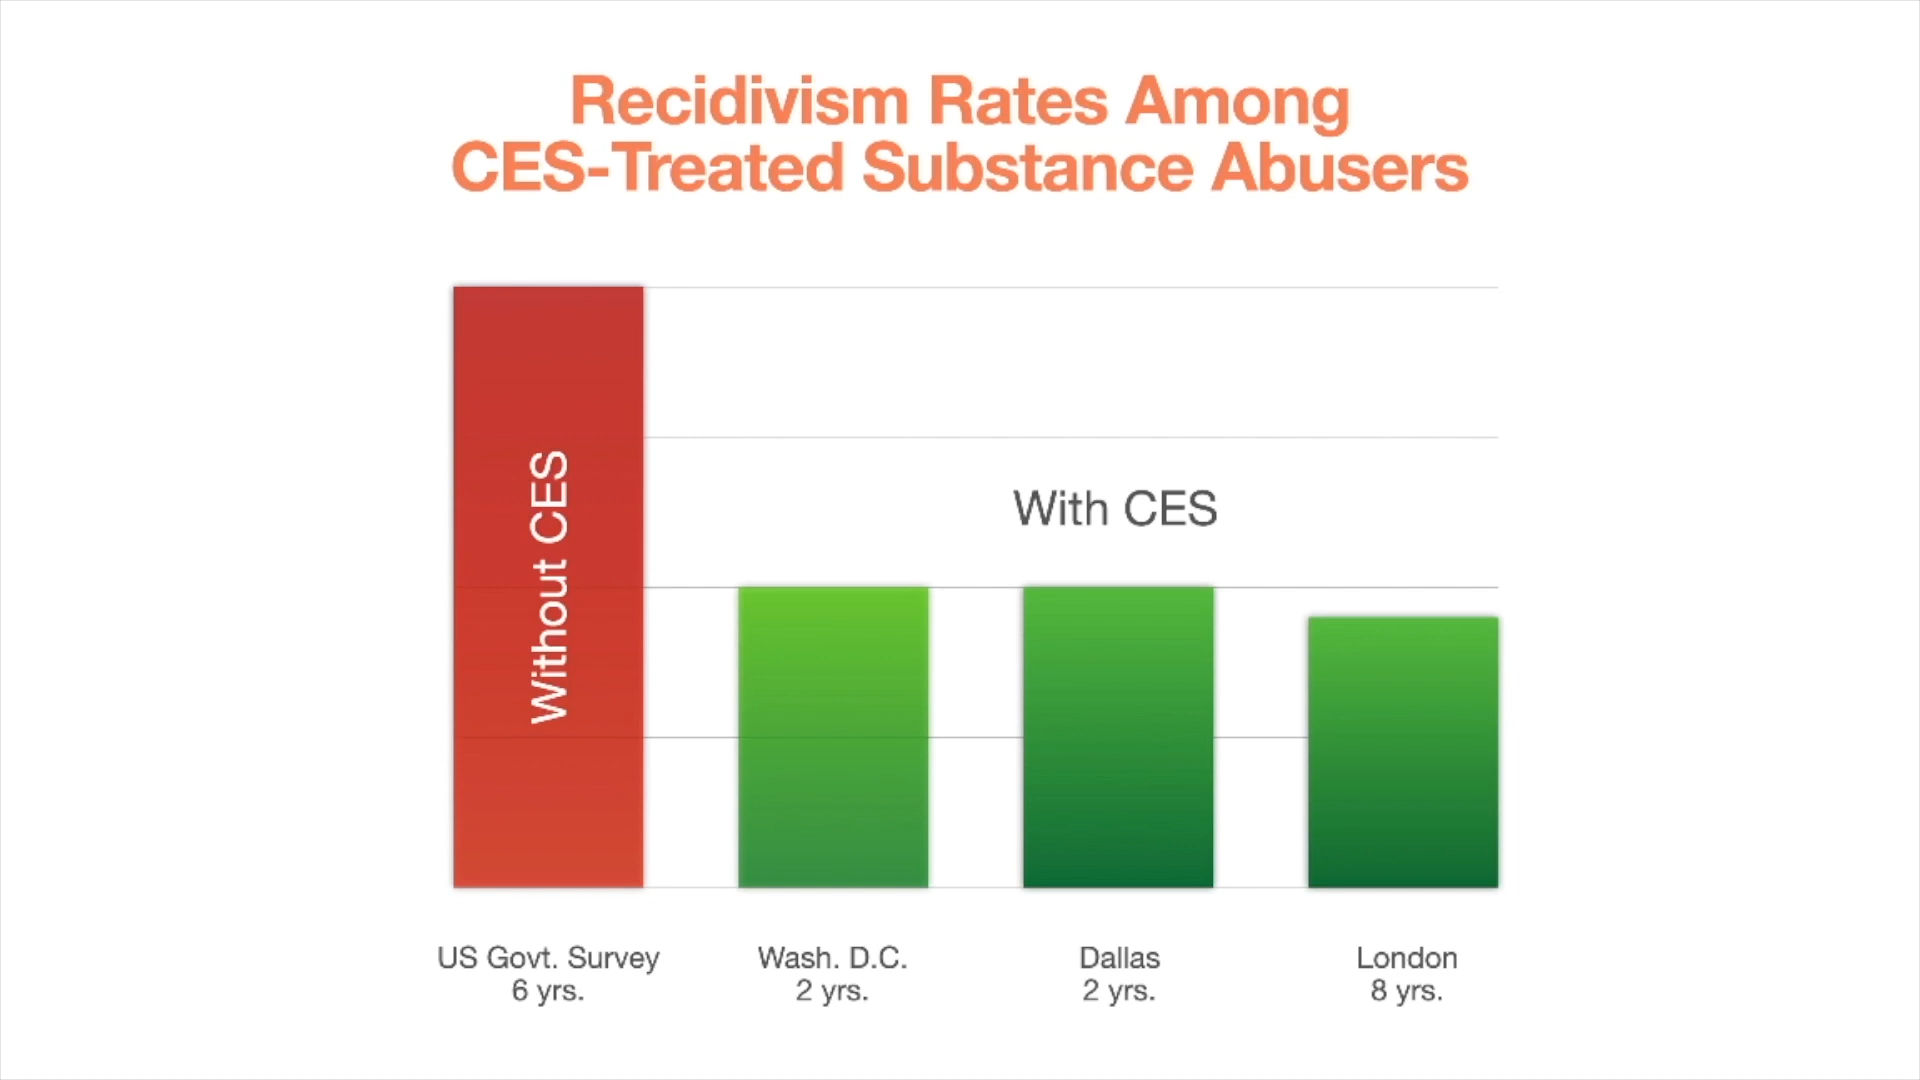 Recidivism Rates Among
CES-Treated Substance Abusers
Without CES
With CES
US Govt. Survey
6 yrs.
Wash. D.C.
2 yrs.
Dallas
2 yrs.
London
8 yrs.